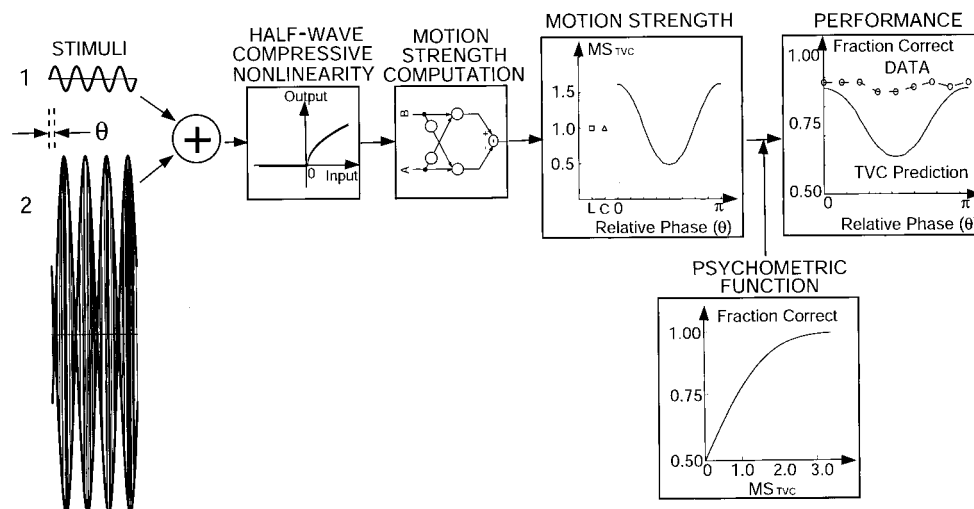 STIMULI
1
θ
2
+
HALF-WAVE
COMPRESSIVE
NONLINEARITY
Output
0
Input
MOTION
STRENGTH
COMPUTATION
B
A
+
-
MOTION STRENGTH
MS TVC
1.5
1.0
0.5
L C 0
π
Relative Phase (θ)
PERFORMANCE
1.00
Fraction Correct
DATA
0.75
TVC Prediction
0.50
0
π
Relative Phase (θ)
PSYCHOMETRIC
FUNCTION
Fraction Correct
1.00
0.75
0.50
0 1.0 2.0 3.0
MS TVC